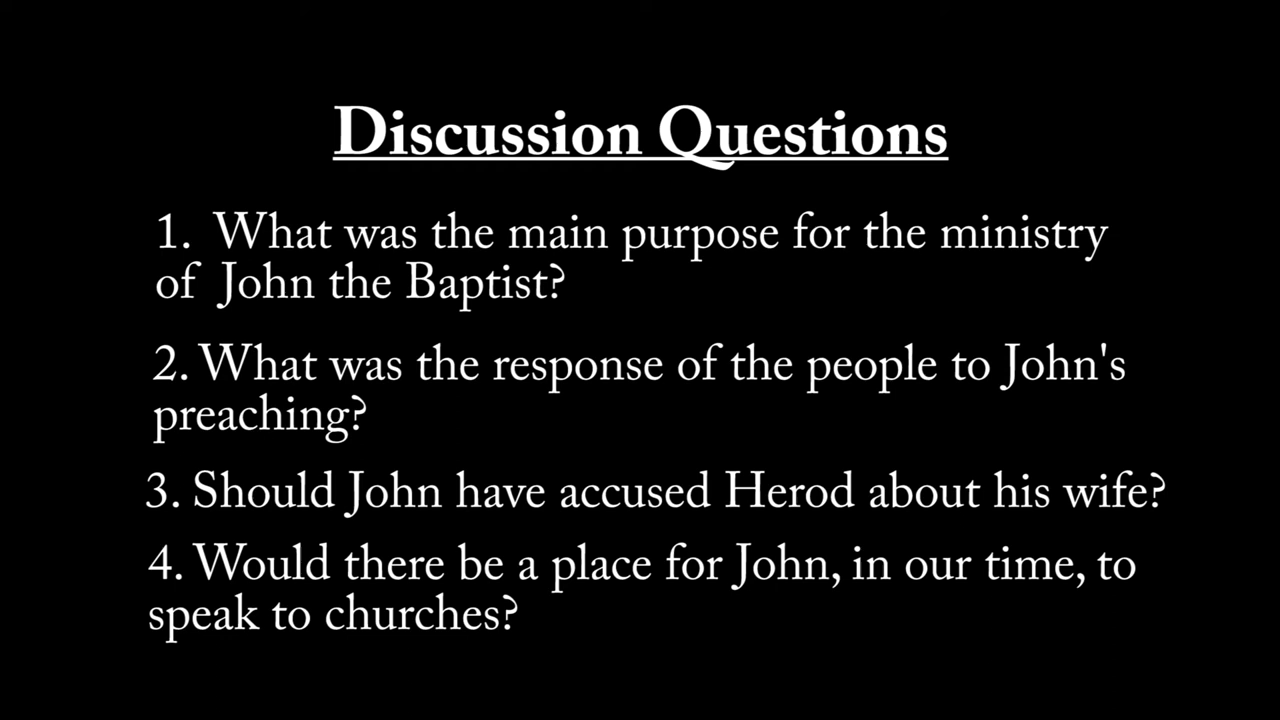 Discussion Questions
1. What was the main purpose for the ministry
of John the Baptist?
2. What was the response of the people to John's
preaching?
3. Should John have accused Herod about his wife?
4. Would there be a place for John, in our time, to
speak to churches?